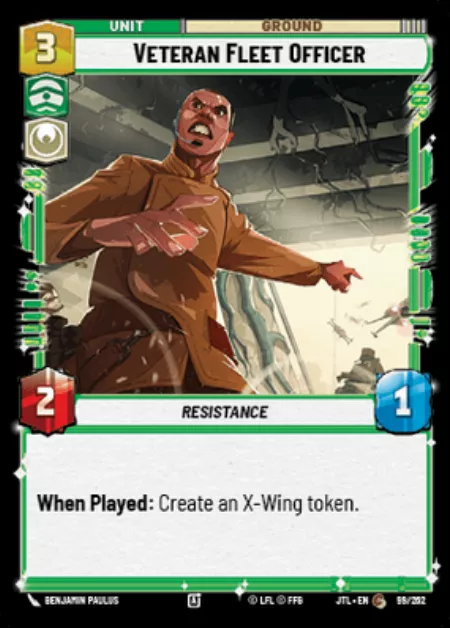 UNIT
GROUND
3
VETERAN FLEET OFFICER
2
RESISTANCE
1
When Played: Create an X-Wing token.
BENJAMIN PAULUS
A
© LFL © FFG
JTL • EN
99/262